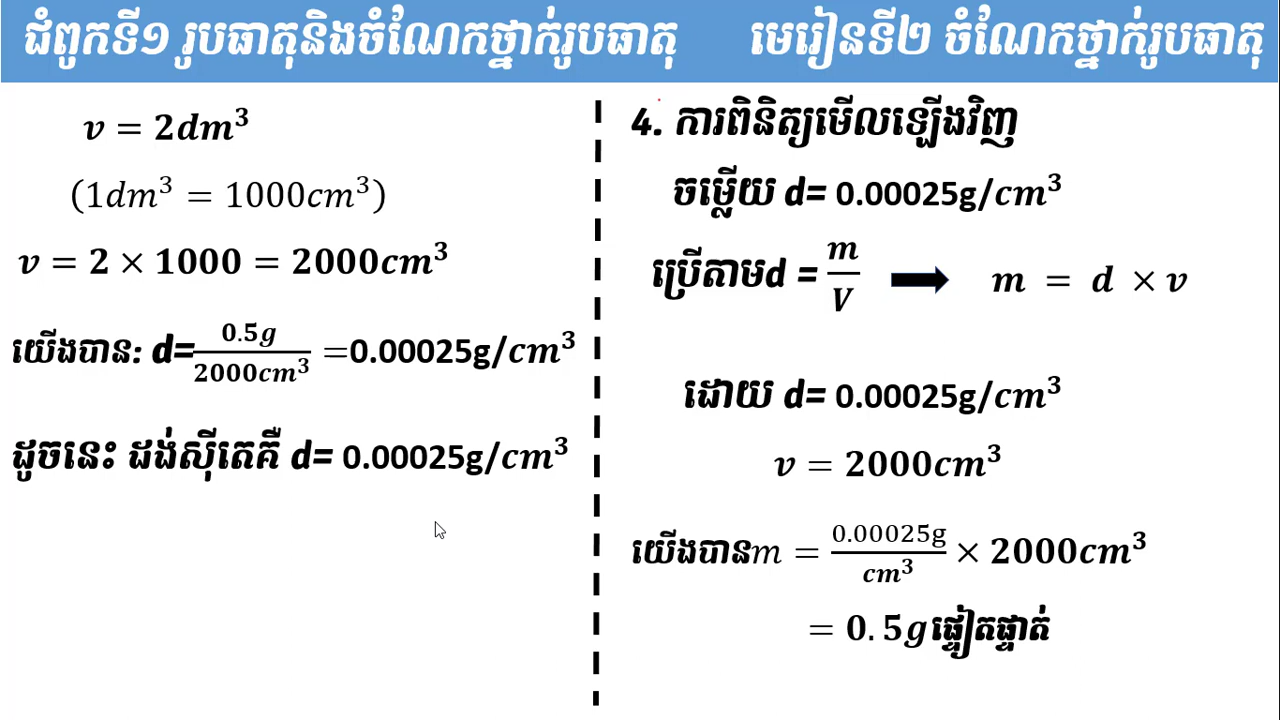 ជំពូកទី១ រូបធាតុនិងចំណែកថ្នាក់រូបធាតុ មេរៀនទី២ ចំណែកថ្នាក់រូបធាតុ
v = 2dm³
(1dm³ = 1000cm³)
v = 2 × 1000 = 2000cm³
យើងបាន: d= 0.5g/2000cm³ =0.00025g/cm³
ដូចនេះ ដង់ស៊ីតេគឺ d= 0.00025g/cm³
4. ការពិនិត្យមើលឡើងវិញ
ចម្លើយ d= 0.00025g/cm³
ប្រើតាមd = m/V ➡ m = d × v
ដោយ d= 0.00025g/cm³
v = 2000cm³
យើងបានm = 0.00025g/cm³ × 2000cm³
= 0.5gផ្ទៀតផ្ទាត់